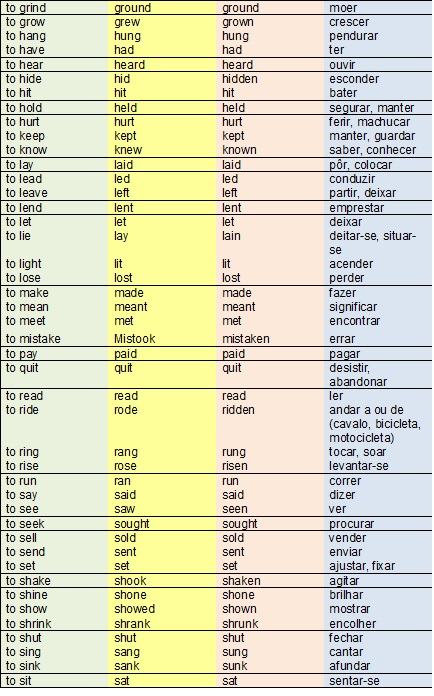 to grind ground ground moer
to grow grew grown crescer
to hang hung hung pendurar
to have had had ter
to hear heard heard ouvir
to hide hid hidden esconder
to hit hit hit bater
to hold held held segurar, manter
to hurt hurt hurt ferir, machucar
to keep kept kept manter, guardar
to know knew known saber, conhecer
to lay laid laid pôr, colocar
to lead led led conduzir
to leave left left partir, deixar
to lend lent lent emprestar
to let let let deixar
to lie lay lain deitar-se, situar-
se
to light lit lit acender
to lose lost lost perder
to make made made fazer
to mean meant meant significar
to meet met met encontrar
to mistake Mistook mistaken errar
to pay paid paid pagar
to quit quit quit desistir,
abandonar
to read read read ler
to ride rode ridden andar a ou de
(cavalo, bicicleta,
motocicleta)
to ring rang rung tocar, soar
to rise rose risen levantar-se
to run ran run correr
to say said said dizer
to see saw seen ver
to seek sought sought procurar
to sell sold sold vender
to send sent sent enviar
to set set set ajustar, fixar
to shake shook shaken agitar
to shine shone shone brilhar
to show showed shown mostrar
to shrink shrank shrunk encolher
to shut shut shut fechar
to sing sang sung cantar
to sink sank sunk afundar
to sit sat sat sentar-se